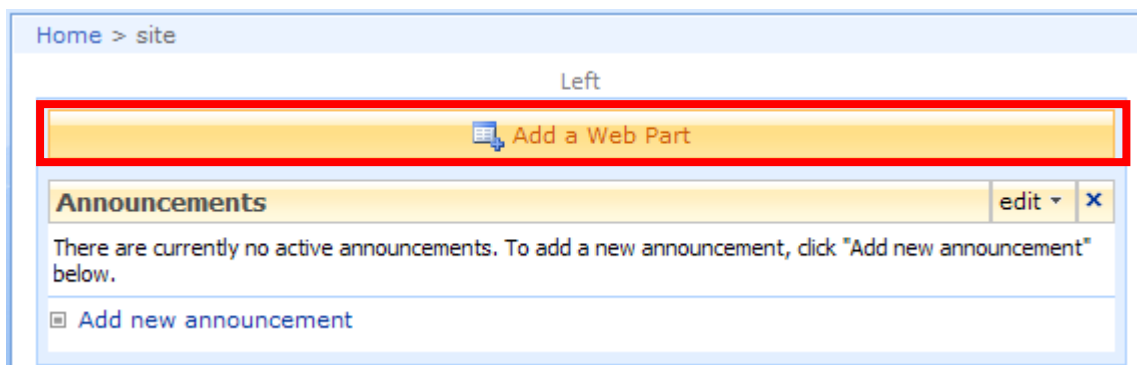 Home > site
Left
Add a Web Part
Announcements edit
There are currently no active announcements. To add a new announcement, click "Add new announcement"
below.
Add new announcement